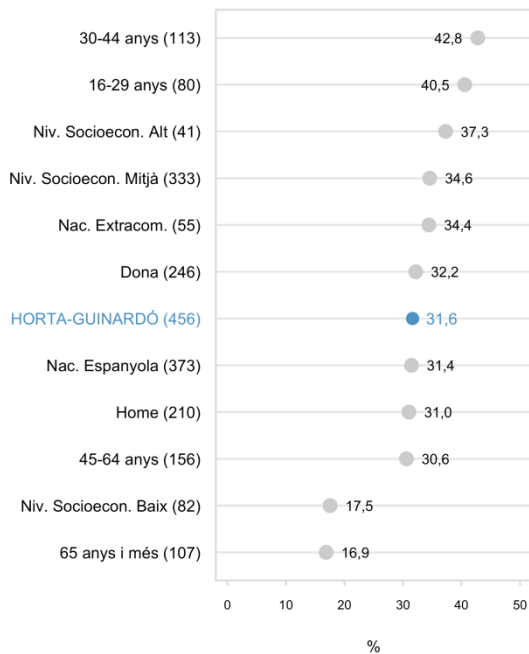 30-44 anys (113) 42,8
16-29 anys (80) 40,5
Niv. Socioecon. Alt (41) 37,3
Niv. Socioecon. Mitjà (333) 34,6
Nac. Extracom. (55) 34,4
Dona (246) 32,2
HORTA-GUINARDÓ (456) 31,6
Nac. Espanyola (373) 31,4
Home (210) 31,0
45-64 anys (156) 30,6
Niv. Socioecon. Baix (82) 17,5
65 anys i més (107) 16,9
0 10 20 30 40 50
%